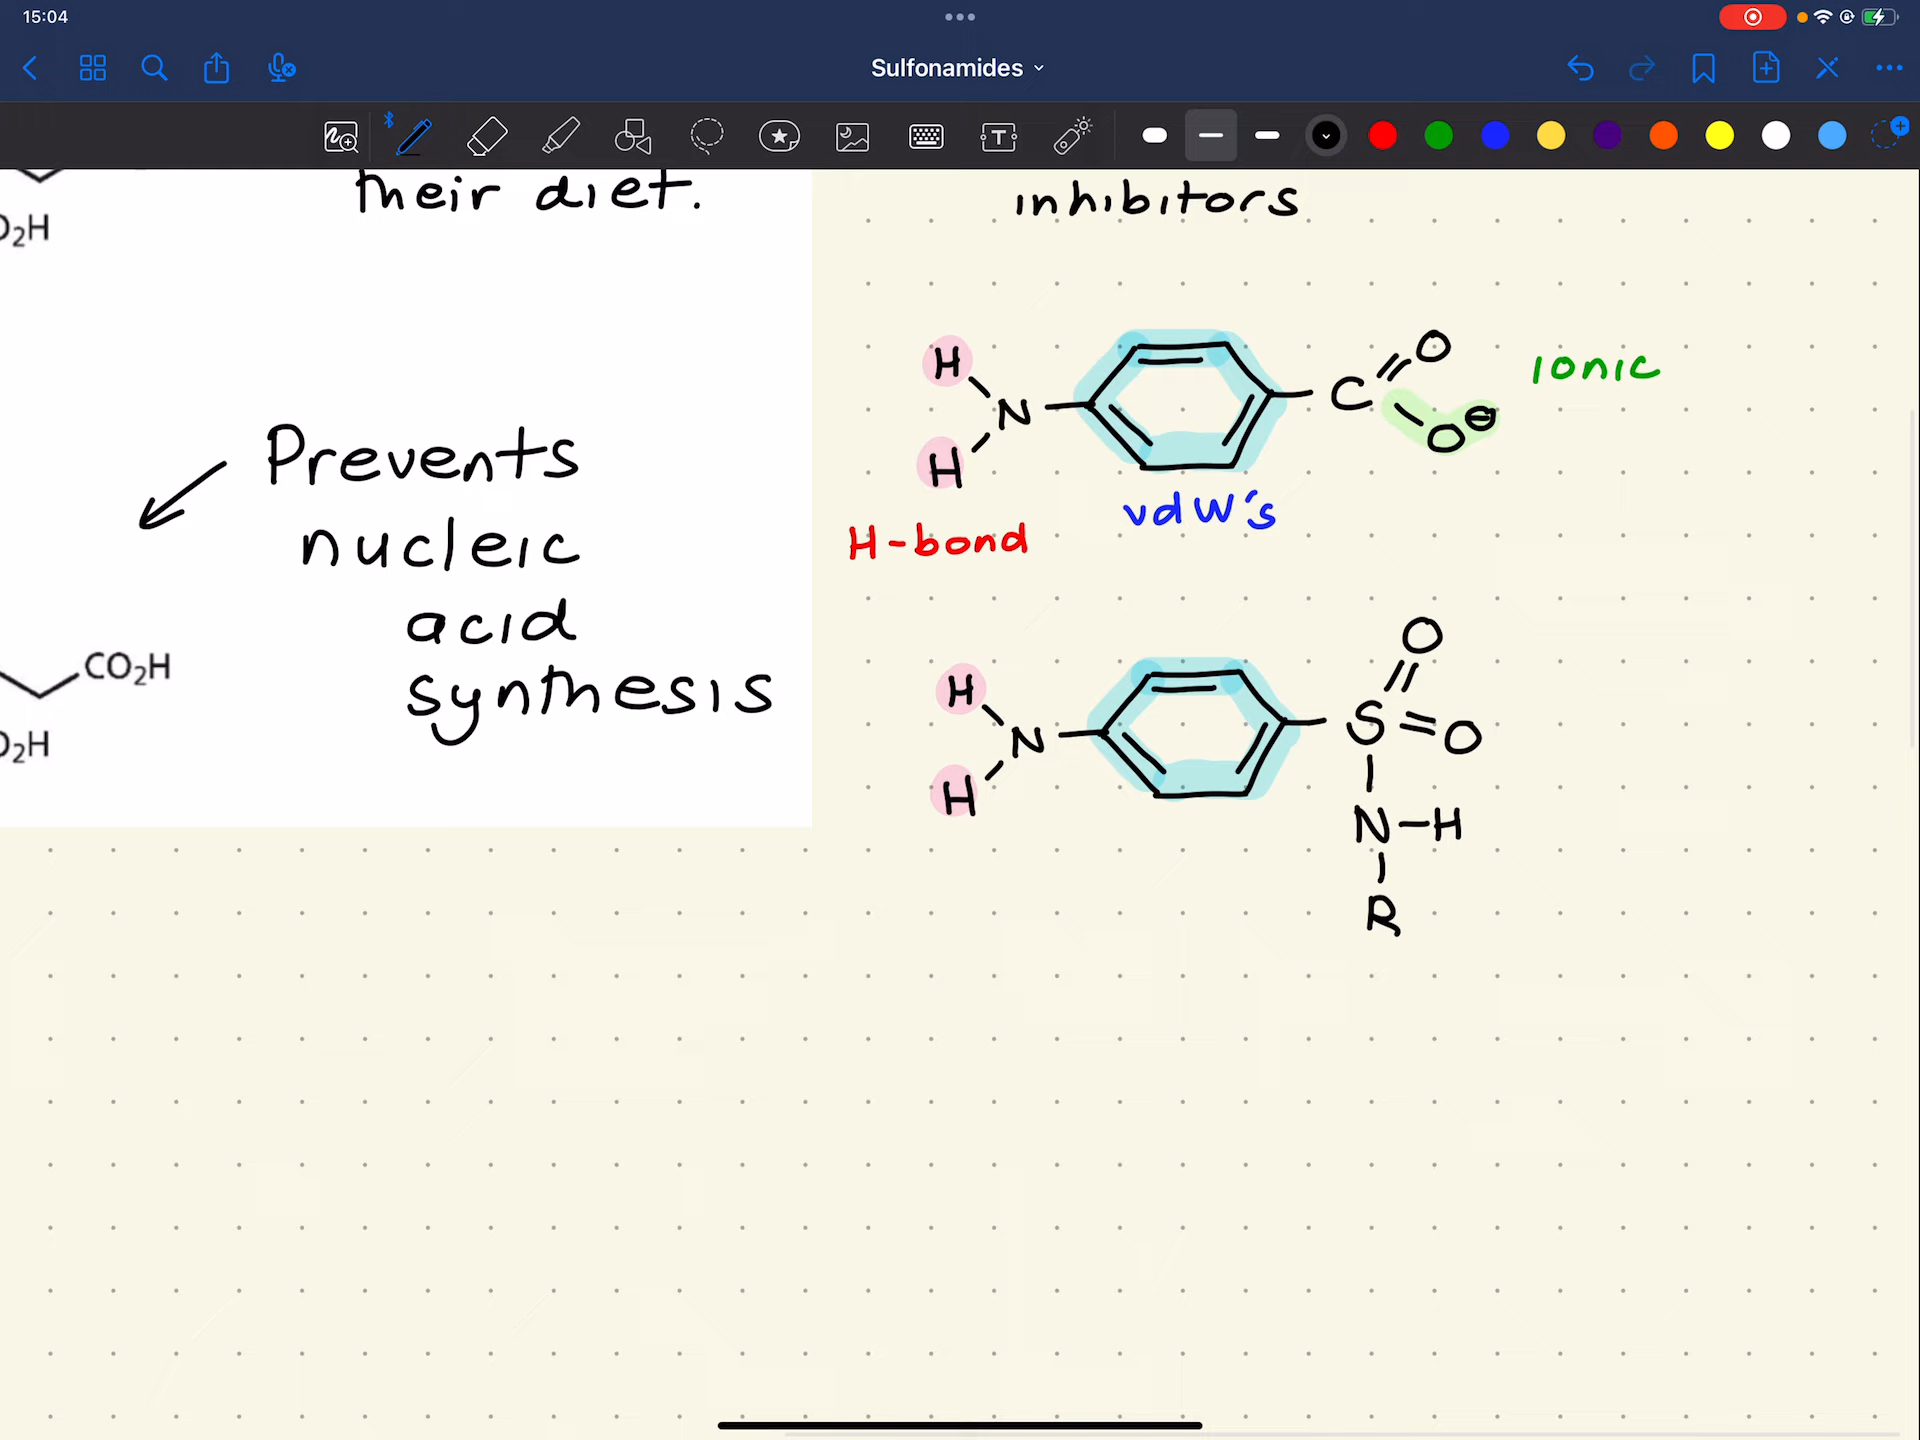 15:04
Sulfonamides
their diet.
O₂H
Prevents
nucleic
acid
synthesis
CO₂H
O₂H
inhibitors
H
N
H
C
O
O⊖
ionic
H-bond
vdW's
H
N
H
O
S
O
N-H
R